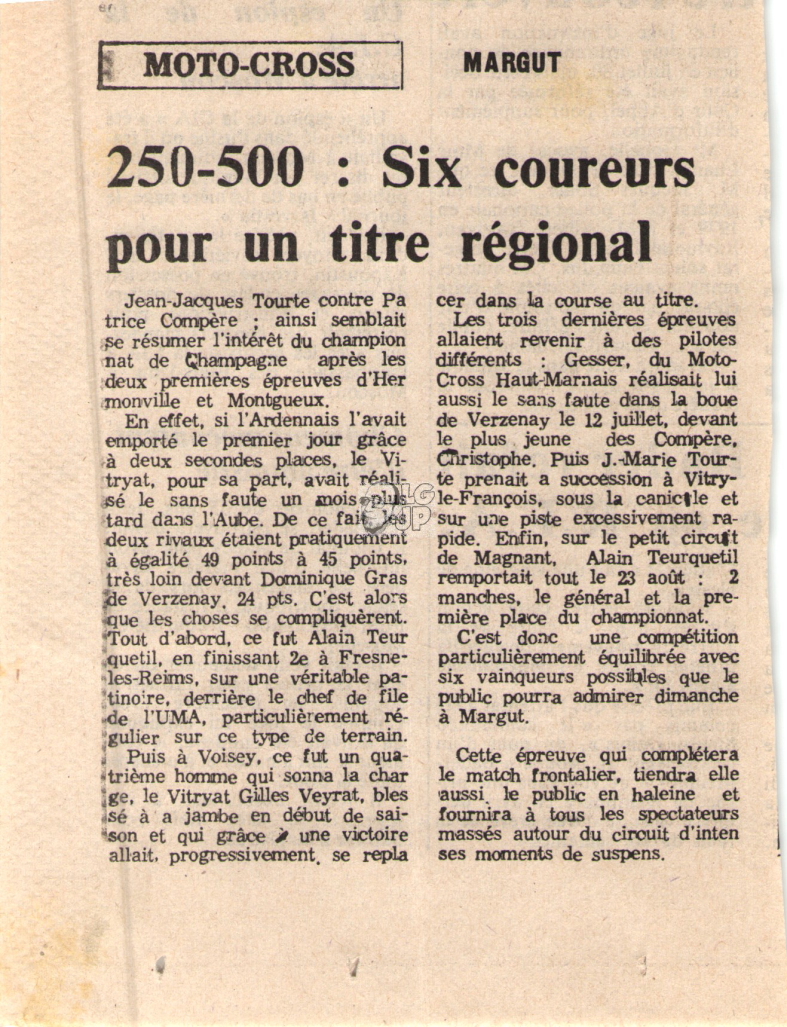 MOTO-CROSS MARGUT
250-500 : Six coureurs
pour un titre régional
Jean-Jacques Tourte contre Pa
trice Compère ; ainsi semblait
se résumer l'intérêt du champion
nat de Champagne après les
deux premières épreuves d'Her
monville et Montgueux.
En effet, si l'Ardennais l'avait
emporté le premier jour grâce
à deux secondes places, le Vi-
tryat, pour sa part, avait réali-
sé le sans faute un mois plus
tard dans l'Aube. De ce fait les
deux rivaux étaient pratiquement
à égalité 49 points à 45 points,
très loin devant Dominique Gras
de Verzenay, 24 pts. C'est alors
que les choses se compliquèrent.
Tout d'abord, ce fut Alain Teur
quetil, en finissant 2e à Fresne-
les-Reims, sur une véritable pa-
tinoire, derrière le chef de file
de l'UMA, particulièrement ré-
gulier sur ce type de terrain.
Puis à Voisey, ce fut un qua-
trième homme qui sonna la char
ge, le Vitryat Gilles Veyrat, bles
sé à a jambe en début de sai-
son et qui grâce à une victoire
allait, progressivement, se repla
cer dans la course au titre.
Les trois dernières épreuves
allaient revenir à des pilotes
différents : Gesser, du Moto-
Cross Haut-Marnais réalisait lui
aussi le sans faute dans la boue
de Verzenay le 12 juillet, devant
le plus jeune des Compère,
Christophe. Puis J.-Marie Tour-
te prenait a succession à Vitry-
le-François, sous la canicule et
sur une piste excessivement ra-
pide. Enfin, sur le petit circuit
de Magnant, Alain Teurquetil
remportait tout le 23 août : 2
manches, le général et la pre-
mière place du championnat.
C'est donc une compétition
particulièrement équilibrée avec
six vainqueurs possibles que le
public pourra admirer dimanche
à Margut.
Cette épreuve qui complétera
le match frontalier, tiendra elle
aussi le public en haleine et
fournira à tous les spectateurs
massés autour du circuit d'inten
ses moments de suspens.
LG
JP